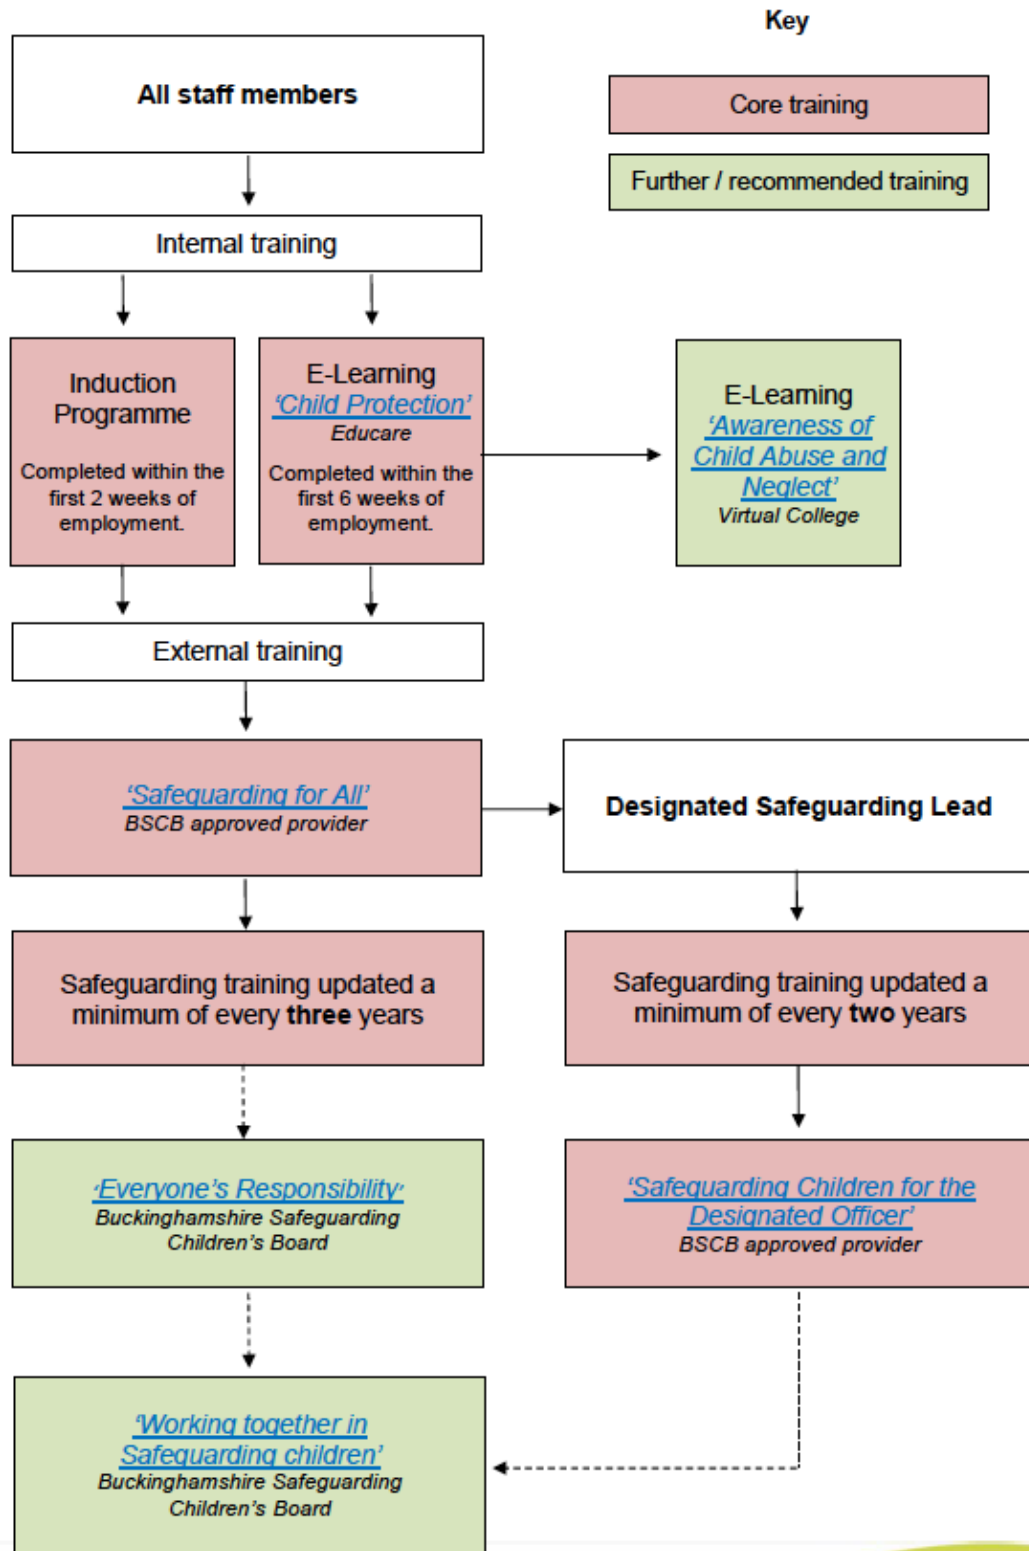 Key
All staff members
Core training
Further / recommended training
Internal training
Induction
Programme
Completed within the
first 2 weeks of
employment.
E-Learning
‘Child Protection’
Educare
Completed within the
first 6 weeks of
employment.
E-Learning
‘Awareness of
Child Abuse and
Neglect’
Virtual College
External training
‘Safeguarding for All’
BSCB approved provider
Designated Safeguarding Lead
Safeguarding training updated a
minimum of every three years
Safeguarding training updated a
minimum of every two years
‘Everyone’s Responsibility’
Buckinghamshire Safeguarding
Children’s Board
‘Safeguarding Children for the
Designated Officer’
BSCB approved provider
‘Working together in
Safeguarding children’
Buckinghamshire Safeguarding
Children’s Board